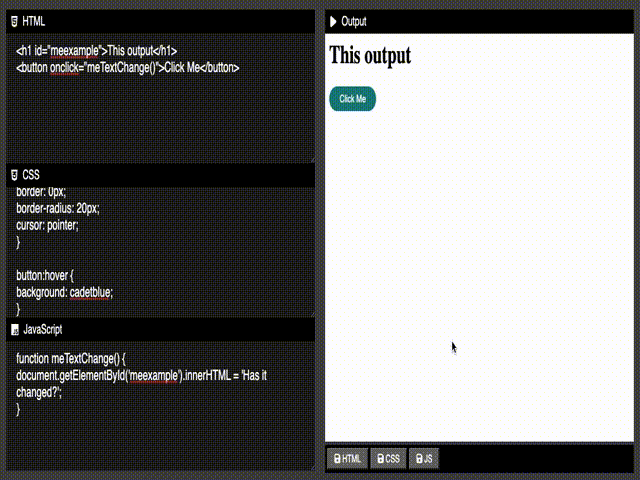 HTML
<h1 id="meexample">This output</h1>
<button onclick="meTextChange()">Click Me</button>
CSS
border: 0px;
border-radius: 20px;
cursor: pointer;
}
button:hover {
background: cadetblue;
}
JavaScript
function meTextChange() {
document.getElementById('meexample').innerHTML = 'Has it
changed?';
}
Output
This output
Click Me
HTML
CSS
JS